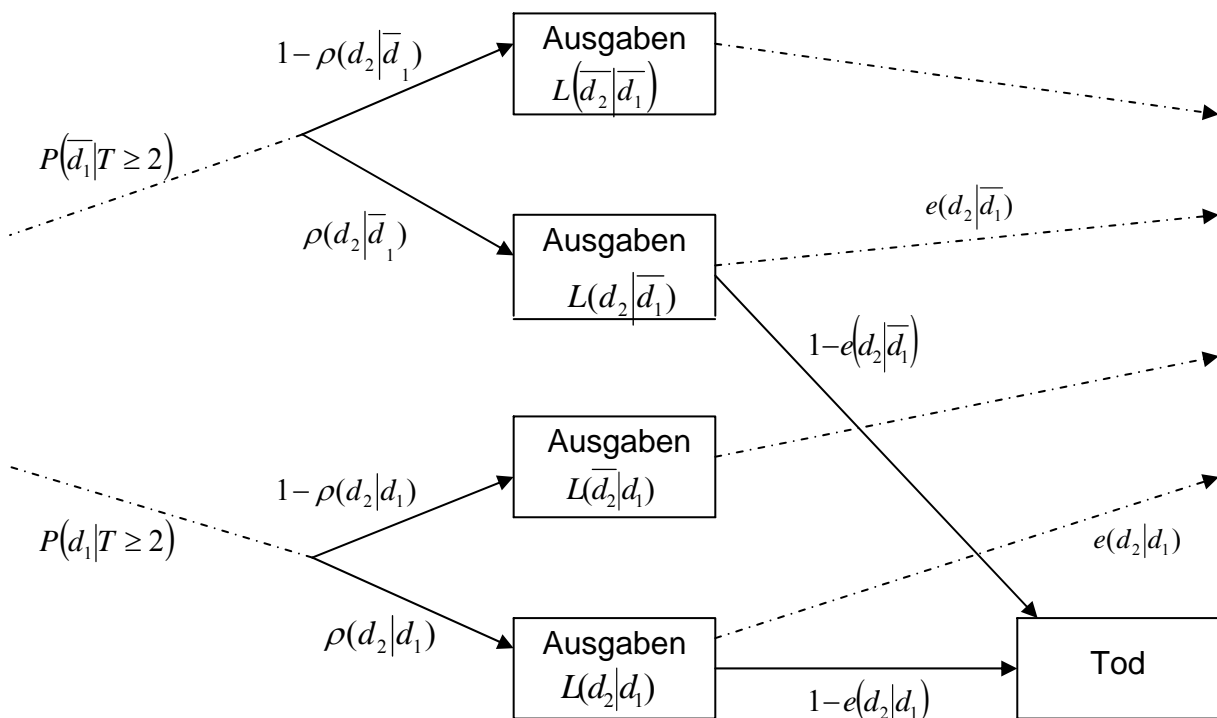 Ausgaben
L(d̅₂|d̅₁)
1− ρ(d₂|d̅₁)
P(d̅₁|T ≥ 2)
ρ(d₂|d̅₁)
Ausgaben
L(d₂|d̅₁)
e(d₂|d̅₁)
1−e(d₂|d̅₁)
Ausgaben
L(d̅₂|d₁)
1− ρ(d₂|d₁)
P(d₁|T ≥ 2)
ρ(d₂|d₁)
e(d₂|d₁)
Ausgaben
L(d₂|d₁)
1−e(d₂|d₁)
Tod